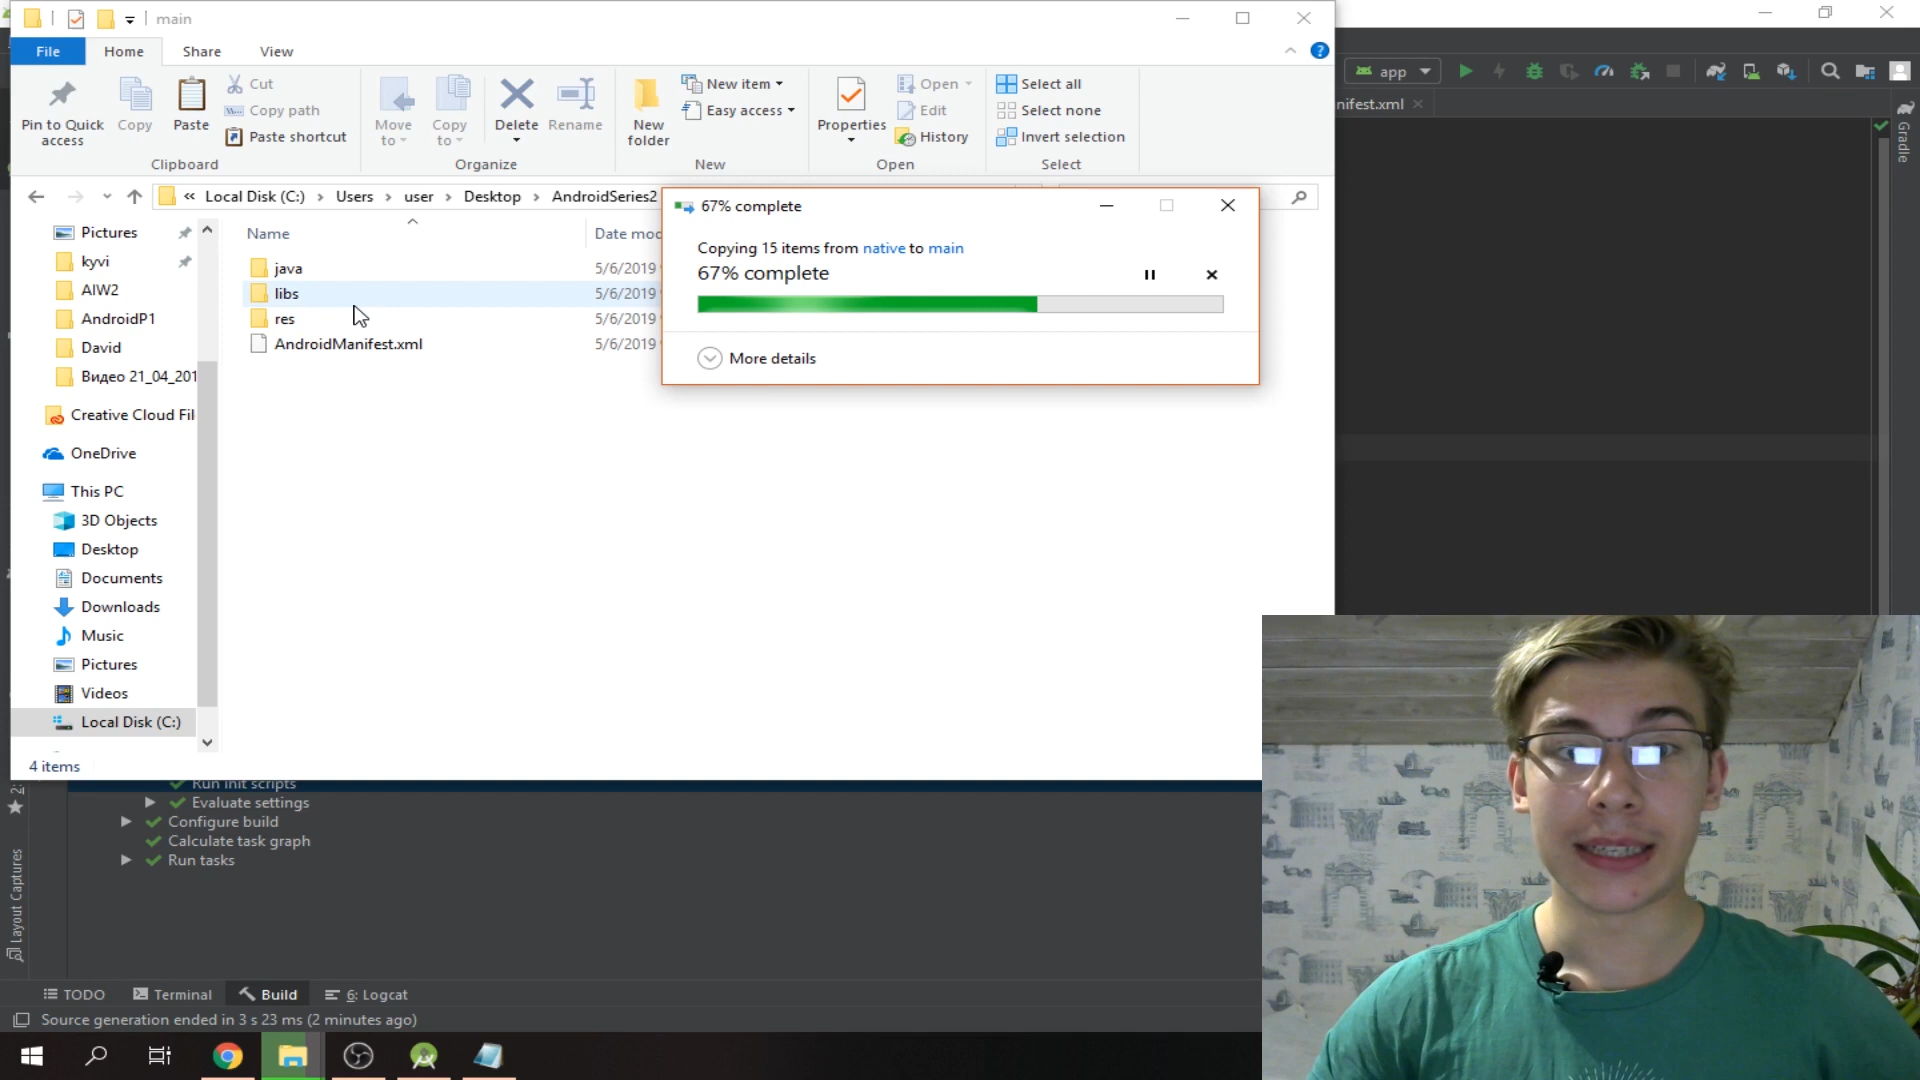 main
File
Home
Share
View
Pin to Quick access
Copy
Paste
Cut
Copy path
Paste shortcut
Clipboard
Move to
Copy to
Delete
Rename
Organize
New folder
New item
Easy access
New
Properties
Open
Edit
History
Open
Select all
Select none
Invert selection
Select
« Local Disk (C:) › Users › user › Desktop › AndroidSeries2
Name
Date mod
java 5/6/2019
libs 5/6/2019
res 5/6/2019
AndroidManifest.xml 5/6/2019
Pictures
kyvi
AIW2
AndroidP1
David
Видео 21_04_201
Creative Cloud Fil
OneDrive
This PC
3D Objects
Desktop
Documents
Downloads
Music
Pictures
Videos
Local Disk (C:)
4 items
67% complete
Copying 15 items from native to main
67% complete
More details
app
nifest.xml
Gradle
Run init scripts
Evaluate settings
Configure build
Calculate task graph
Run tasks
2:
Layout Captures
TODO
Terminal
Build
6: Logcat
Source generation ended in 3 s 23 ms (2 minutes ago)